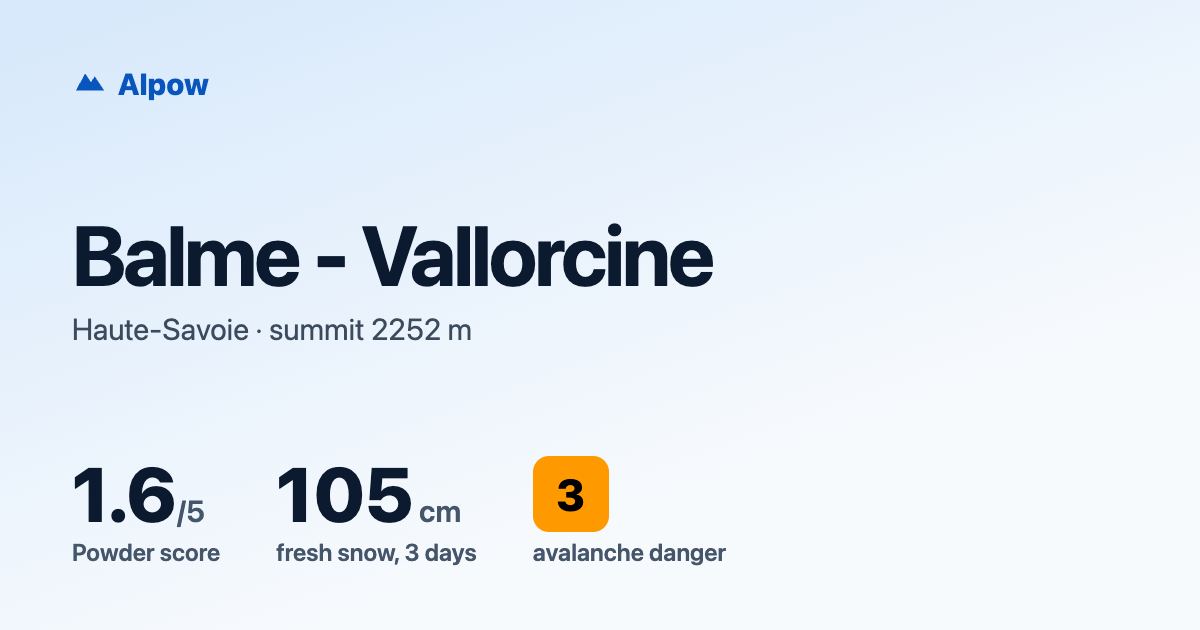 Alpow
Balme - Vallorcine
Haute-Savoie · summit 2252 m
1.6/5
Powder score
105 cm
fresh snow, 3 days
3
avalanche danger